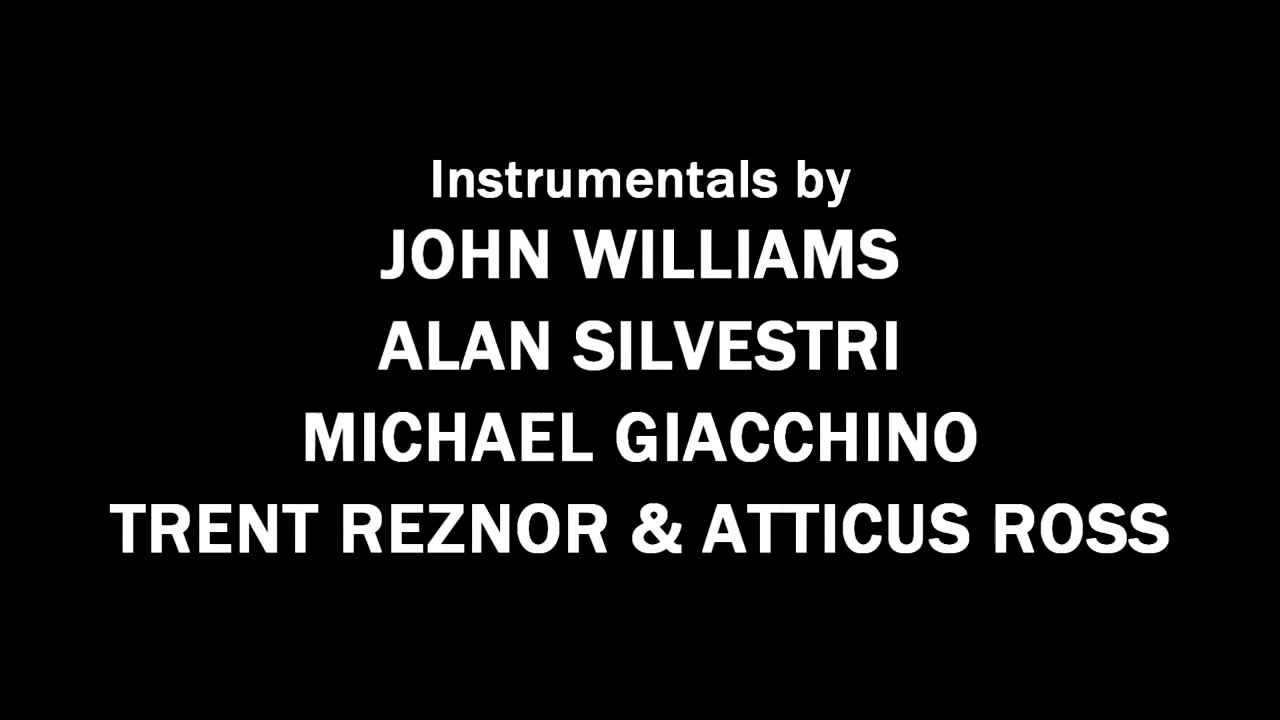 Instrumentals by
JOHN WILLIAMS
ALAN SILVESTRI
MICHAEL GIACCHINO
TRENT REZNOR & ATTICUS ROSS